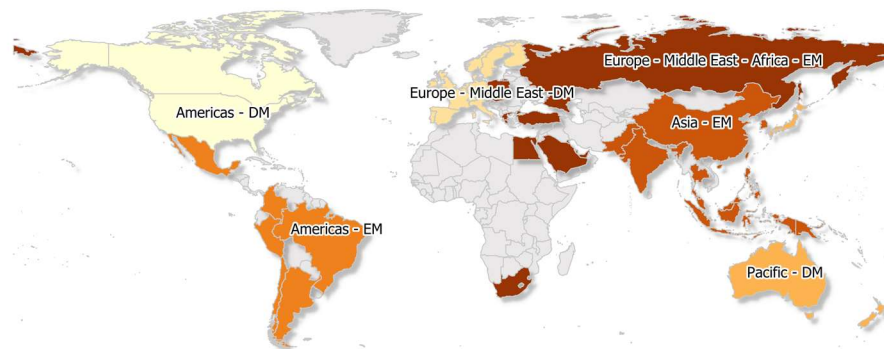 Europe - Middle East - Africa - EM
Europe - Middle East -DM
Americas - DM
Asia - EM
Americas - EM
Pacific - DM